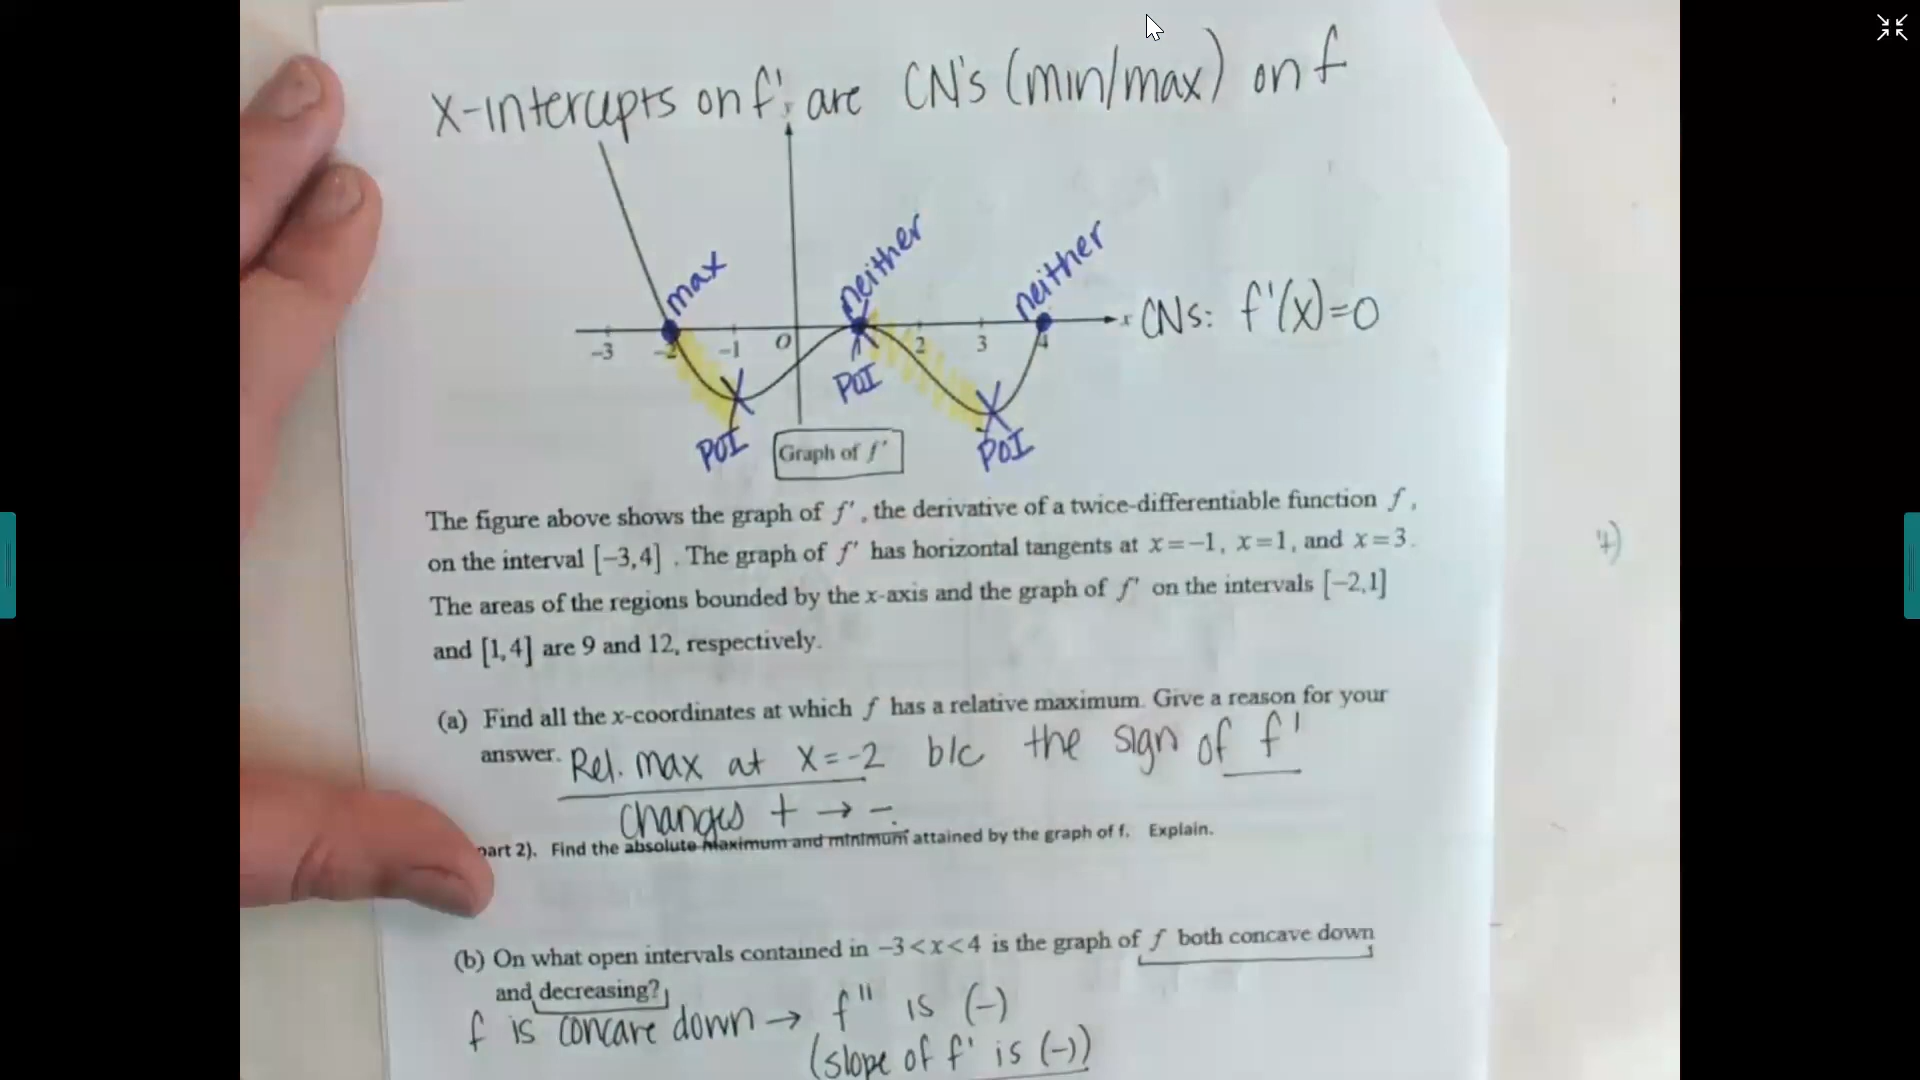 X-intercepts on f' are CN's (min/max) on f
max
neither
neither
-3 -2 -1 O 2 3 4 x
CNs: f'(x)=0
POI
POI
POI
Graph of f'
The figure above shows the graph of f', the derivative of a twice-differentiable function f,
on the interval [-3,4]. The graph of f' has horizontal tangents at x=-1, x=1, and x=3.
The areas of the regions bounded by the x-axis and the graph of f' on the intervals [-2,1]
and [1,4] are 9 and 12, respectively.
(a) Find all the x-coordinates at which f has a relative maximum. Give a reason for your
answer. Rel. max at x=-2 b/c the sign of f'
changes + → -.
part 2). Find the absolute maximum and minimum attained by the graph of f. Explain.
(b) On what open intervals contained in -3<x<4 is the graph of f both concave down
and decreasing?
f is concave down → f'' is (-)
(slope of f' is (-))